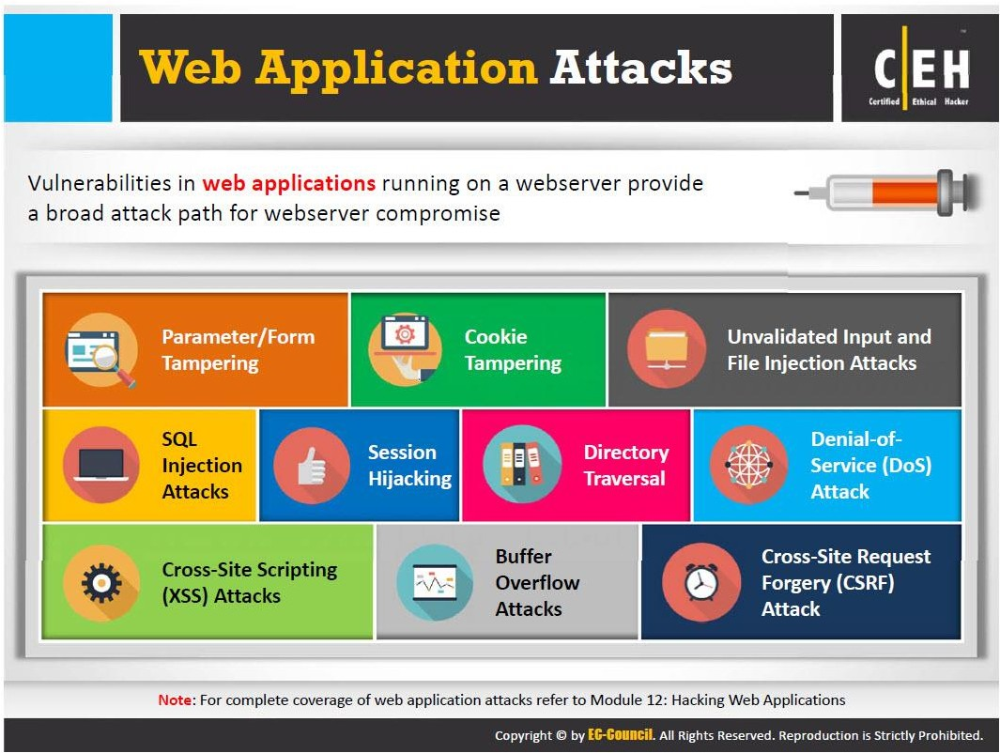 Web Application Attacks
C|EH
™
Certified Ethical Hacker
Vulnerabilities in web applications running on a webserver provide
a broad attack path for webserver compromise
Parameter/Form
Tampering
Cookie
Tampering
Unvalidated Input and
File Injection Attacks
SQL
Injection
Attacks
Session
Hijacking
Directory
Traversal
Denial-of-
Service (DoS)
Attack
Cross-Site Scripting
(XSS) Attacks
Buffer
Overflow
Attacks
Cross-Site Request
Forgery (CSRF)
Attack
Note: For complete coverage of web application attacks refer to Module 12: Hacking Web Applications
Copyright © by EC-Council. All Rights Reserved. Reproduction is Strictly Prohibited.